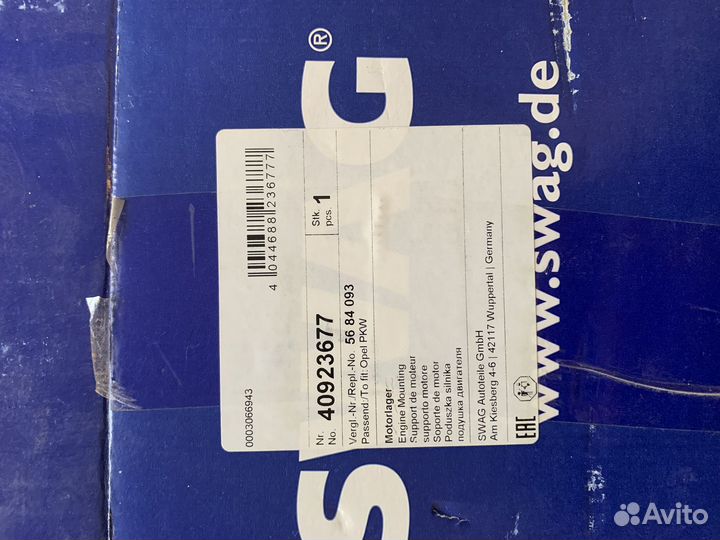 SWAG®
0003066943
4 044688 236777
Nr.
No. 40923677
Stk.
pcs. 1
Vergl.-Nr./Repl.-No. 56 84 093
Passend./To fit: Opel PKW
Motorlager
Engine Mounting
Support de moteur
supporto motore
Soporte de motor
Poduszka silnika
подушка двигателя
SWAG Autoteile GmbH
Am Kiesberg 4-6 | 42117 Wuppertal | Germany
EAC
www.swag.de
Avito